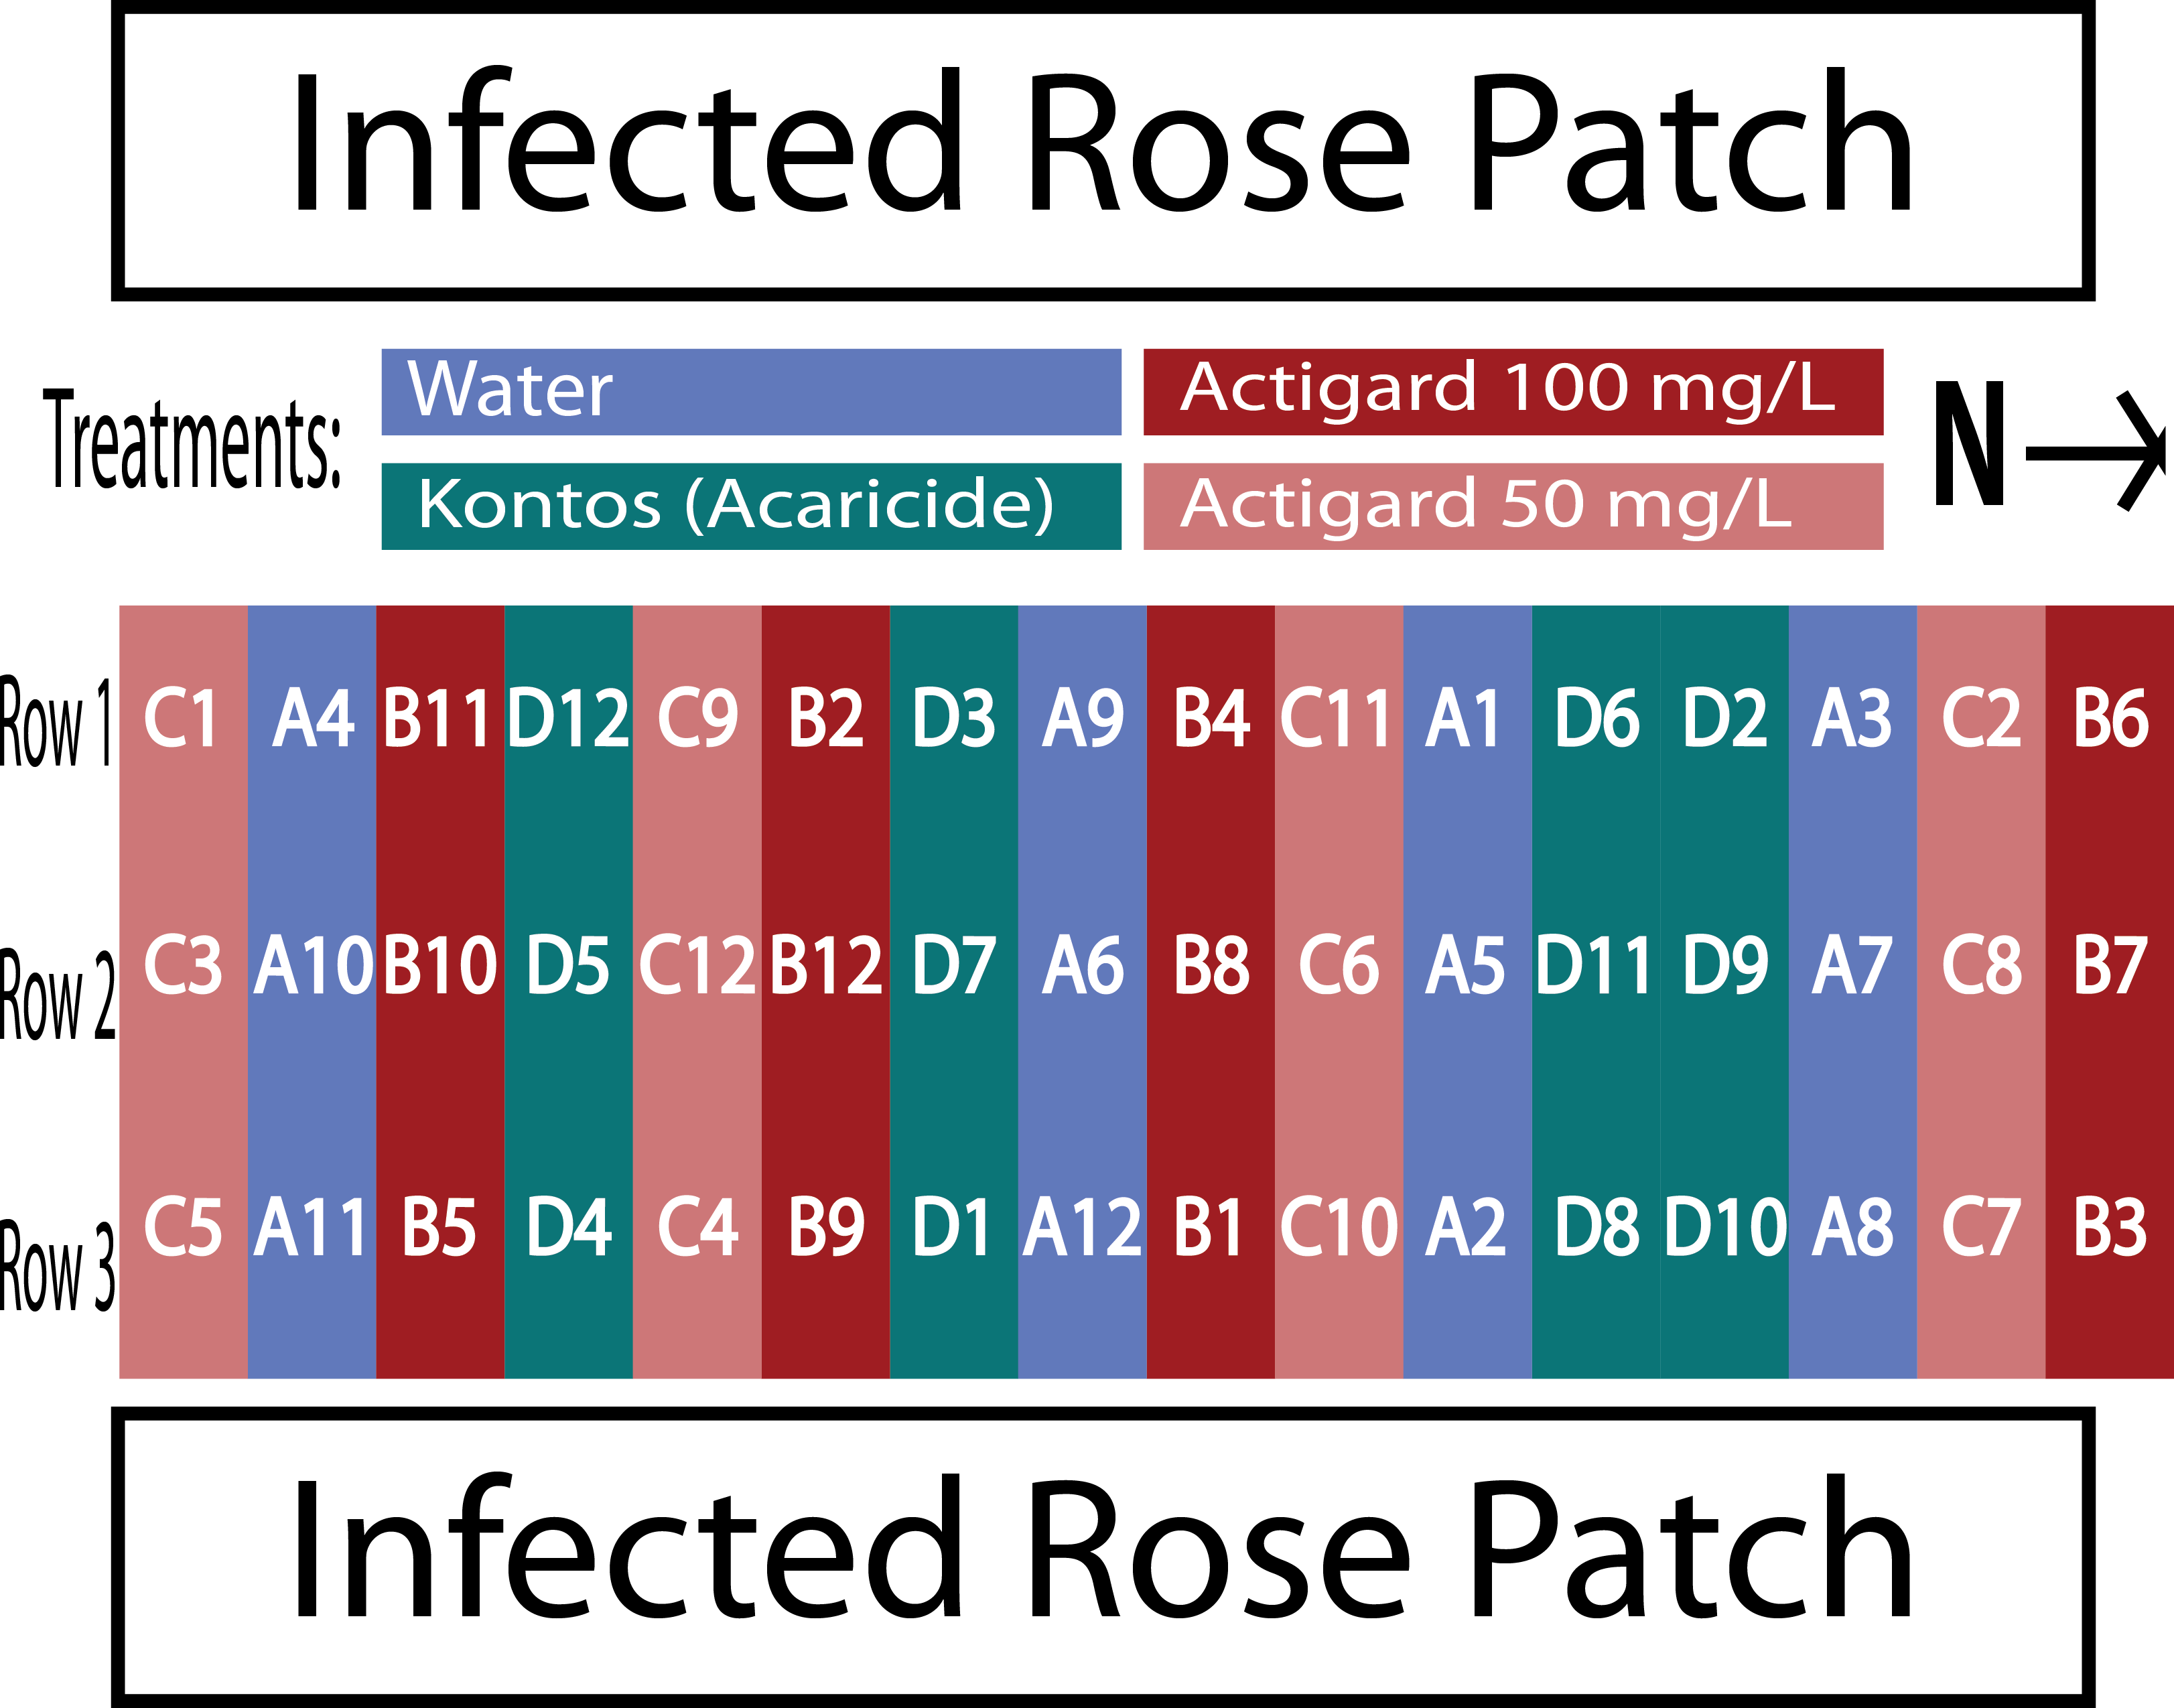 Infected Rose Patch
Treatments:
Water
Actigard 100 mg/L
Kontos (Acaricide)
Actigard 50 mg/L
N
Row 1 C1 A4 B11 D12 C9 B2 D3 A9 B4 C11 A1 D6 D2 A3 C2 B6
Row 2 C3 A10 B10 D5 C12 B12 D7 A6 B8 C6 A5 D11 D9 A7 C8 B7
Row 3 C5 A11 B5 D4 C4 B9 D1 A12 B1 C10 A2 D8 D10 A8 C7 B3
Infected Rose Patch